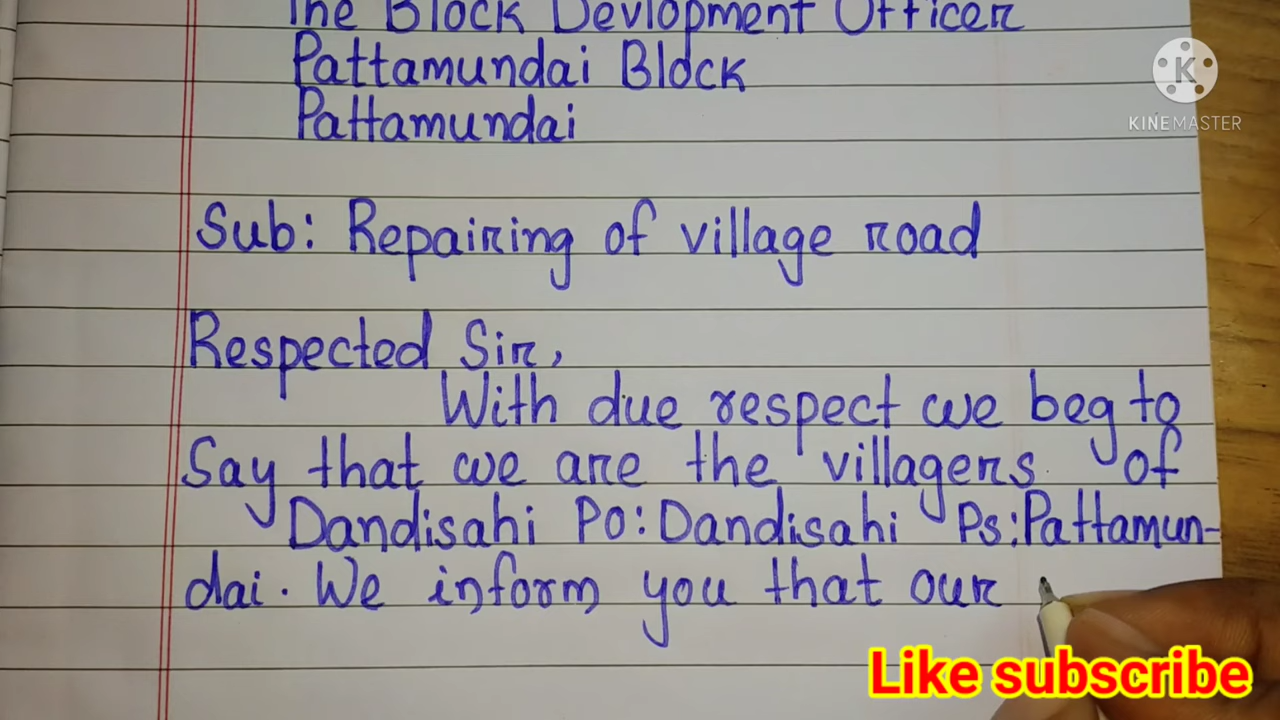 The Block Devlopment Officer
Pattamundai Block
Pattamundai
KINEMASTER
Sub: Repairing of village road
Respected Sir,
With due respect we beg to
Say that we are the villagers of
Dandisahi Po: Dandisahi Ps: Pattamun-
dai. We inform you that our
Like subscribe